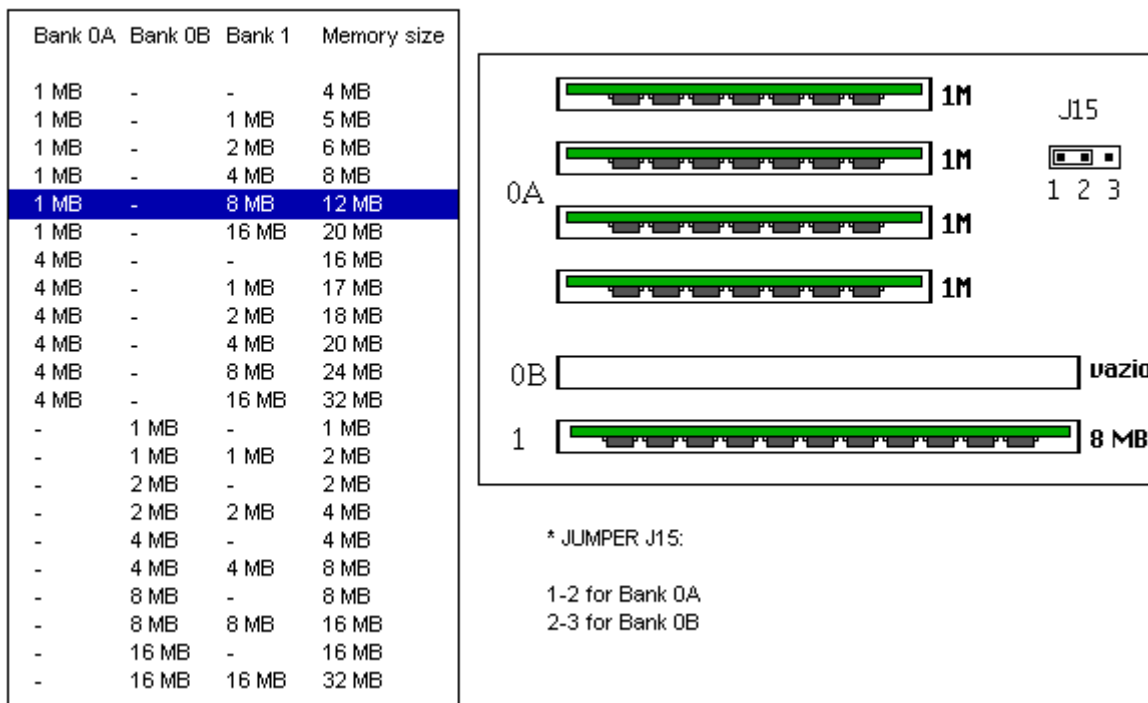 Bank 0A Bank 0B Bank 1 Memory size
1 MB - - 4 MB
1 MB - 1 MB 5 MB
1 MB - 2 MB 6 MB
1 MB - 4 MB 8 MB
1 MB - 8 MB 12 MB
1 MB - 16 MB 20 MB
4 MB - - 16 MB
4 MB - 1 MB 17 MB
4 MB - 2 MB 18 MB
4 MB - 4 MB 20 MB
4 MB - 8 MB 24 MB
4 MB - 16 MB 32 MB
- 1 MB - 1 MB
- 1 MB 1 MB 2 MB
- 2 MB - 2 MB
- 2 MB 2 MB 4 MB
- 4 MB - 4 MB
- 4 MB 4 MB 8 MB
- 8 MB - 8 MB
- 8 MB 8 MB 16 MB
- 16 MB - 16 MB
- 16 MB 16 MB 32 MB
1M
J15
1M
1 2 3
0A
1M
1M
0B vazio
1 8 MB
* JUMPER J15:
1-2 for Bank 0A
2-3 for Bank 0B